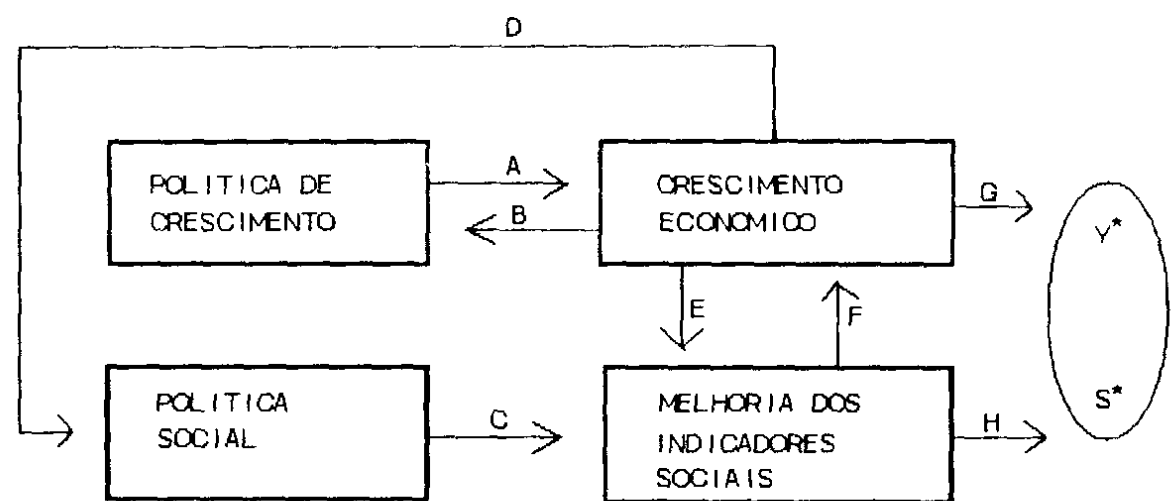 D
POLITICA DE
CRESCIMENTO
A
B
CRESCIMENTO
ECONOMICO
G
Y*
E
F
POLITICA
SOCIAL
C
MELHORIA DOS
INDICADORES
SOCIAIS
H
S*